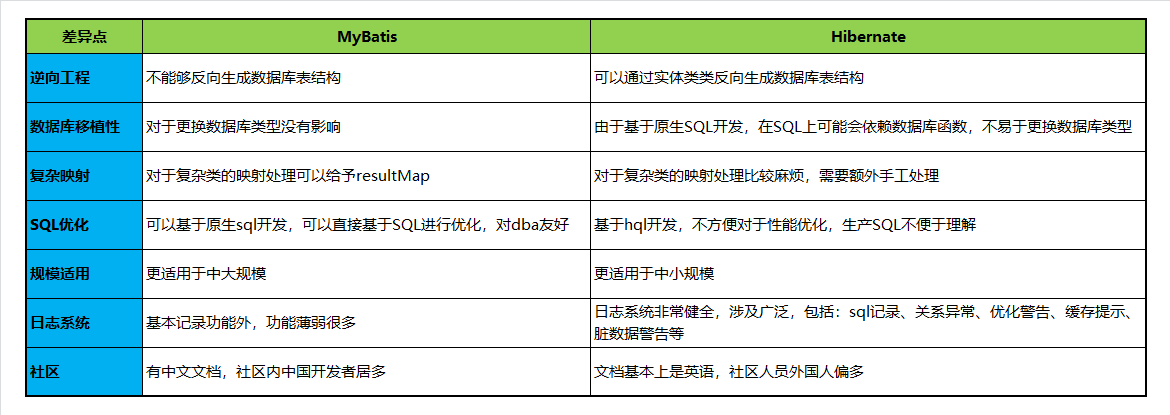 差异点 MyBatis Hibernate
逆向工程 不能够反向生成数据库表结构 可以通过实体类类反向生成数据库表结构
数据库移植性 对于更换数据库类型没有影响 由于基于原生SQL开发，在SQL上可能会依赖数据库函数，不易于更换数据库类型
复杂映射 对于复杂类的映射处理可以给予resultMap 对于复杂类的映射处理比较麻烦，需要额外手工处理
SQL优化 可以基于原生sql开发，可以直接基于SQL进行优化，对dba友好 基于hql开发，不方便对于性能优化，生产SQL不便于理解
规模适用 更适用于中大规模 更适用于中小规模
日志系统 基本记录功能外，功能薄弱很多 日志系统非常健全，涉及广泛，包括：sql记录、关系异常、优化警告、缓存提示、
脏数据警告等
社区 有中文文档，社区内中国开发者居多 文档基本上是英语，社区人员外国人偏多